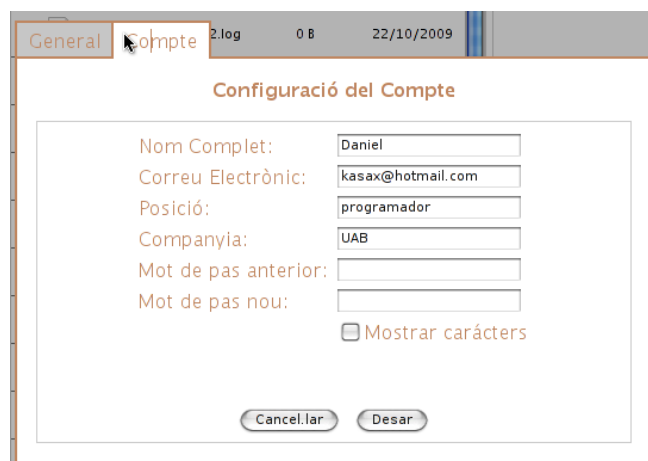 General Compte 2.log 0 B 22/10/2009
Configuració del Compte
Nom Complet: Daniel
Correu Electrònic: kasax@hotmail.com
Posició: programador
Companyia: UAB
Mot de pas anterior:
Mot de pas nou:
Mostrar carácters
Cancel.lar Desar